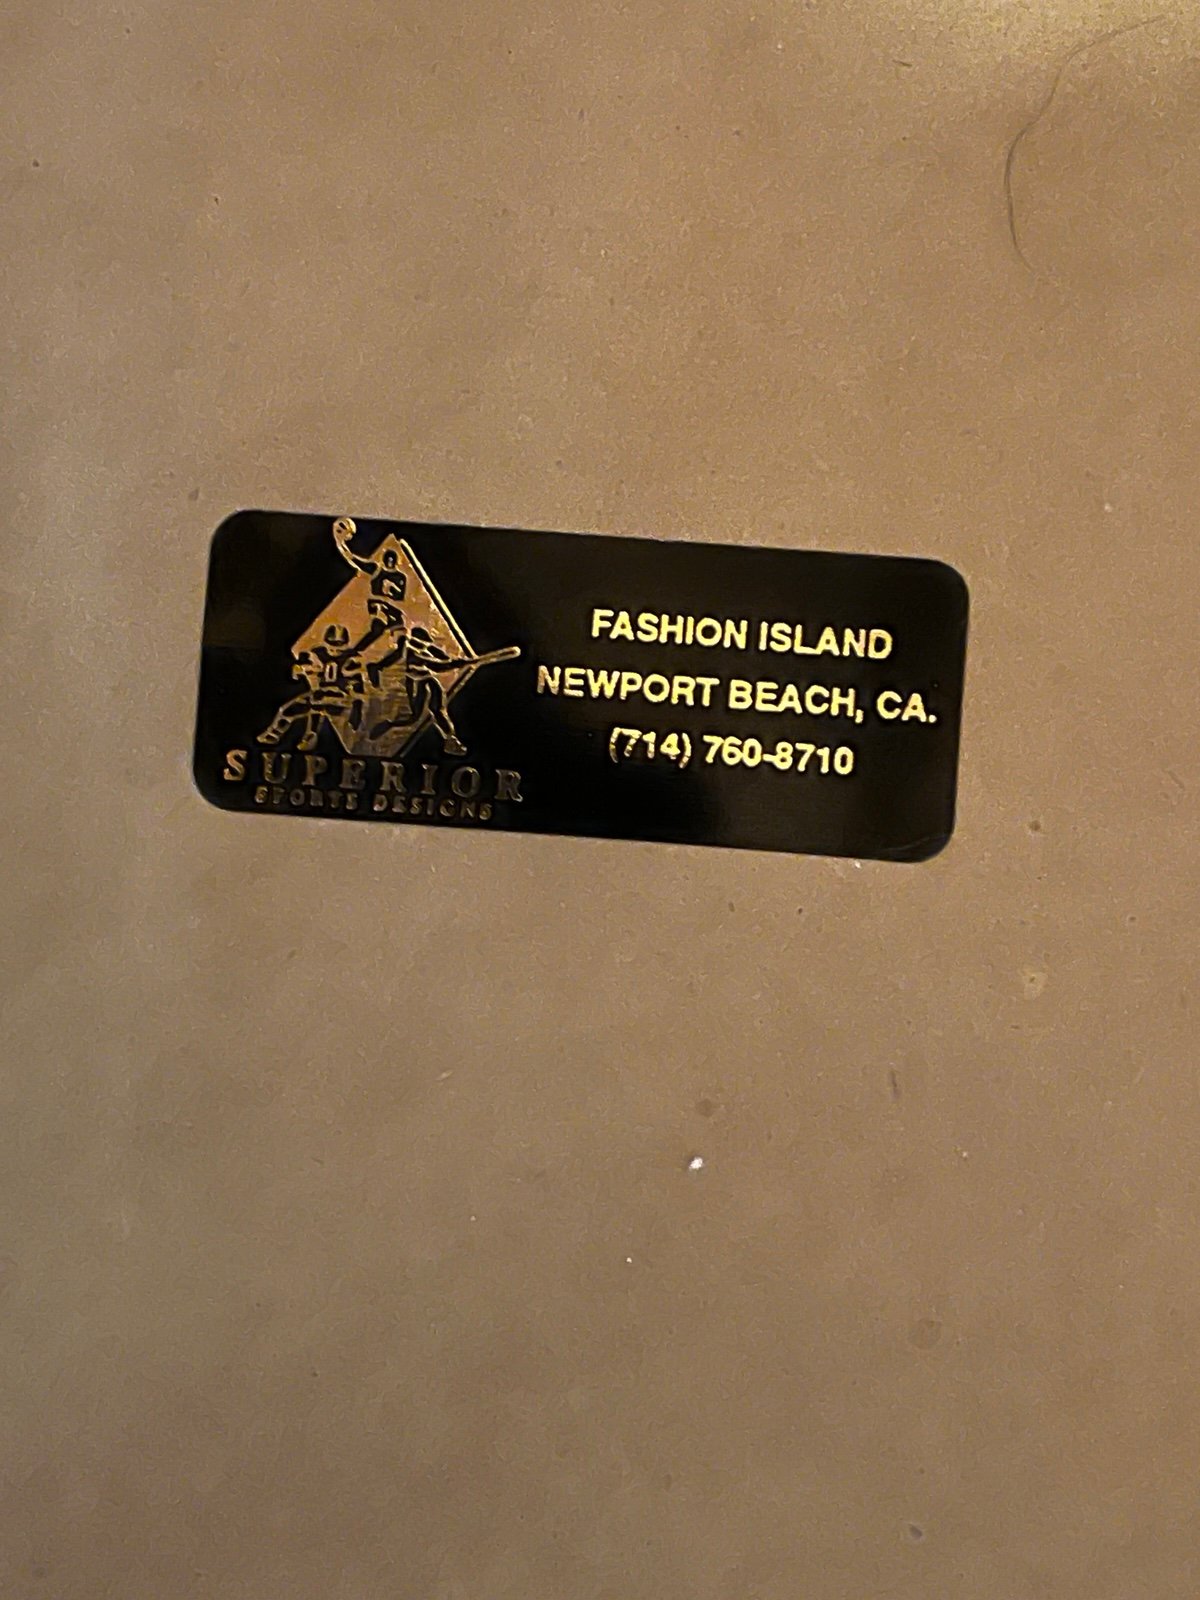 SUPERIOR
SPORTS DESIGNS
FASHION ISLAND
NEWPORT BEACH, CA.
(714) 760-8710